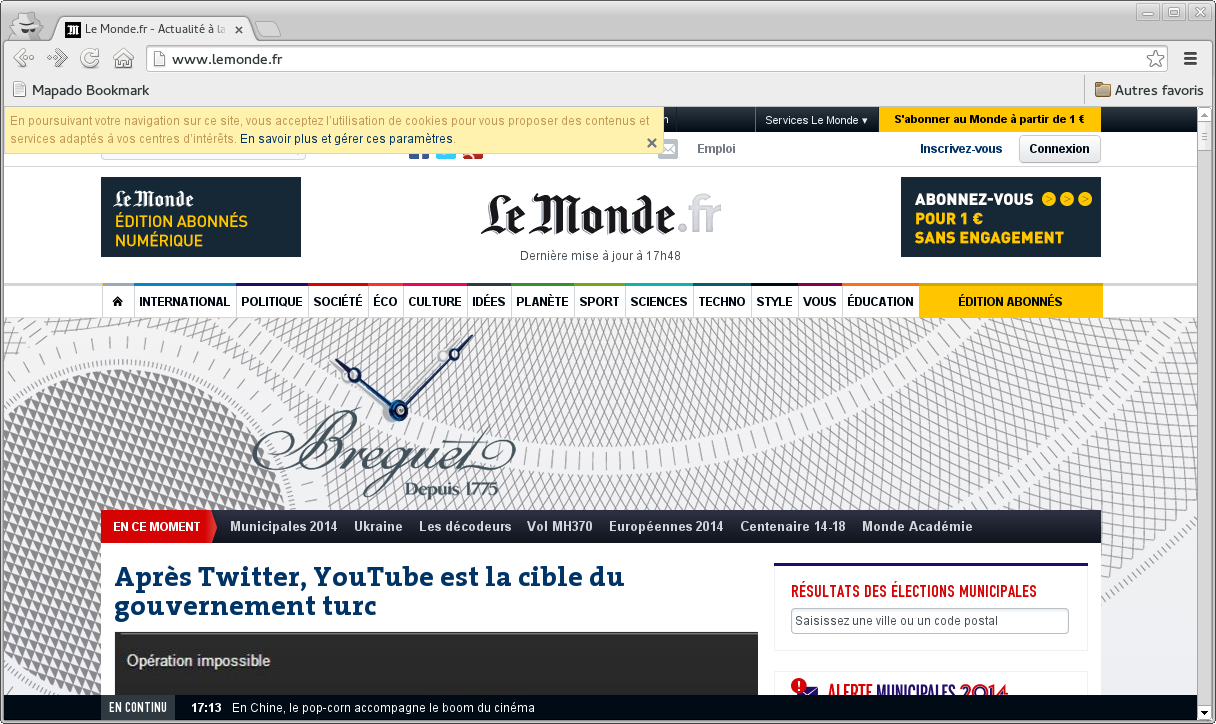 Le Monde.fr - Actualité à la
www.lemonde.fr
Mapado Bookmark
Autres favoris
En poursuivant votre navigation sur ce site, vous acceptez l'utilisation de cookies pour vous proposer des contenus et
services adaptés à vos centres d'intérêts. En savoir plus et gérer ces paramètres.
Services Le Monde
S'abonner au Monde à partir de 1 €
Emploi
Inscrivez-vous
Connexion
Le Monde
ÉDITION ABONNÉS
NUMÉRIQUE
Le Monde.fr
Dernière mise à jour à 17h48
ABONNEZ-VOUS > > >
POUR 1 €
SANS ENGAGEMENT
INTERNATIONAL POLITIQUE SOCIÉTÉ ÉCO CULTURE IDÉES PLANÈTE SPORT SCIENCES TECHNO STYLE VOUS ÉDUCATION ÉDITION ABONNÉS
Breguet
Depuis 1775
EN CE MOMENT Municipales 2014 Ukraine Les décodeurs Vol MH370 Européennes 2014 Centenaire 14-18 Monde Académie
Après Twitter, YouTube est la cible du
gouvernement turc
Opération impossible
RÉSULTATS DES ÉLECTIONS MUNICIPALES
Saisissez une ville ou un code postal
ALERTE MUNICIPALES 2014
EN CONTINU 17:13 En Chine, le pop-corn accompagne le boom du cinéma